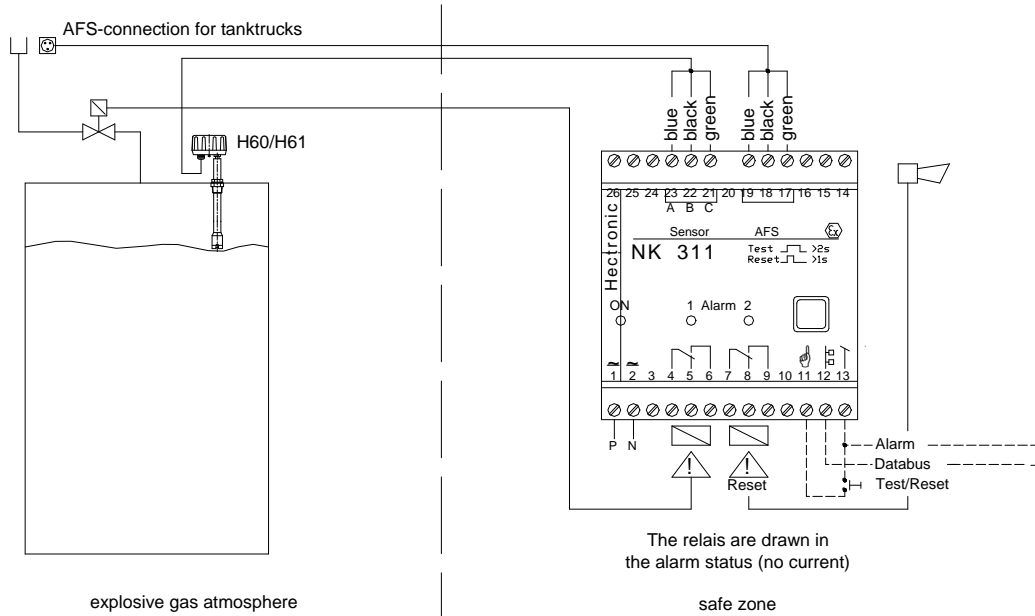 AFS-connection for tanktrucks
H60/H61
blue
black
green
blue
black
green
26 25 24 23 22 21 20 19 18 17 16 15 14
A B C
Hectronic
Sensor AFS
Ex
NK 311
Test >2s
Reset >1s
ON
1 Alarm 2
1 2 3 4 5 6 7 8 9 10 11 12 13
P N
!
!
Reset
Alarm
Databus
Test/Reset
The relais are drawn in
the alarm status (no current)
explosive gas atmosphere
safe zone